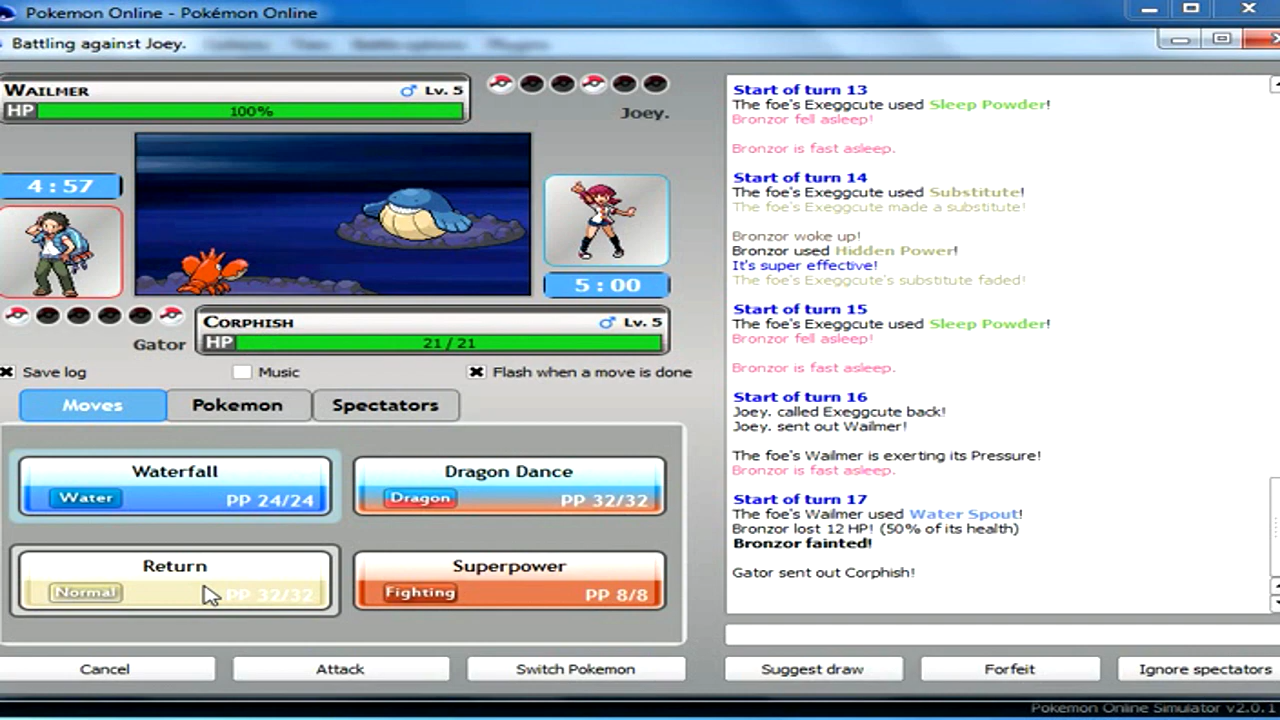 Pokemon Online - Pokémon Online
Battling against Joey.
WAILMER ♂ Lv. 5
HP 100%
Joey.
4:57
5:00
CORPHISH ♂ Lv. 5
HP 21 / 21
Gator
Save log
Music
Flash when a move is done
Moves
Pokemon
Spectators
Waterfall
Water PP 24/24
Dragon Dance
Dragon PP 32/32
Return
Normal PP 32/32
Superpower
Fighting PP 8/8
Cancel
Attack
Switch Pokemon
Start of turn 13
The foe's Exeggcute used Sleep Powder!
Bronzor fell asleep!
Bronzor is fast asleep.
Start of turn 14
The foe's Exeggcute used Substitute!
The foe's Exeggcute made a substitute!
Bronzor woke up!
Bronzor used Hidden Power!
It's super effective!
The foe's Exeggcute's substitute faded!
Start of turn 15
The foe's Exeggcute used Sleep Powder!
Bronzor fell asleep!
Bronzor is fast asleep.
Start of turn 16
Joey. called Exeggcute back!
Joey. sent out Wailmer!
The foe's Wailmer is exerting its Pressure!
Bronzor is fast asleep.
Start of turn 17
The foe's Wailmer used Water Spout!
Bronzor lost 12 HP! (50% of its health)
Bronzor fainted!
Gator sent out Corphish!
Suggest draw
Forfeit
Ignore spectators
Pokemon Online Simulator v2.0.1